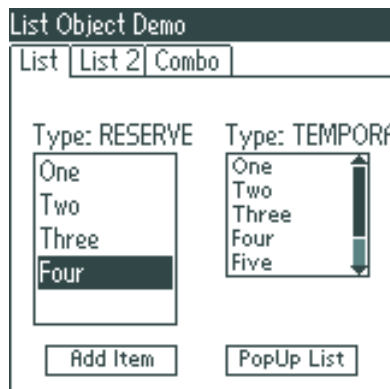 List Object Demo
List List 2 Combo
Type: RESERVE Type: TEMPORA
One
Two
Three
Four
One
Two
Three
Four
Five
Add Item PopUp List